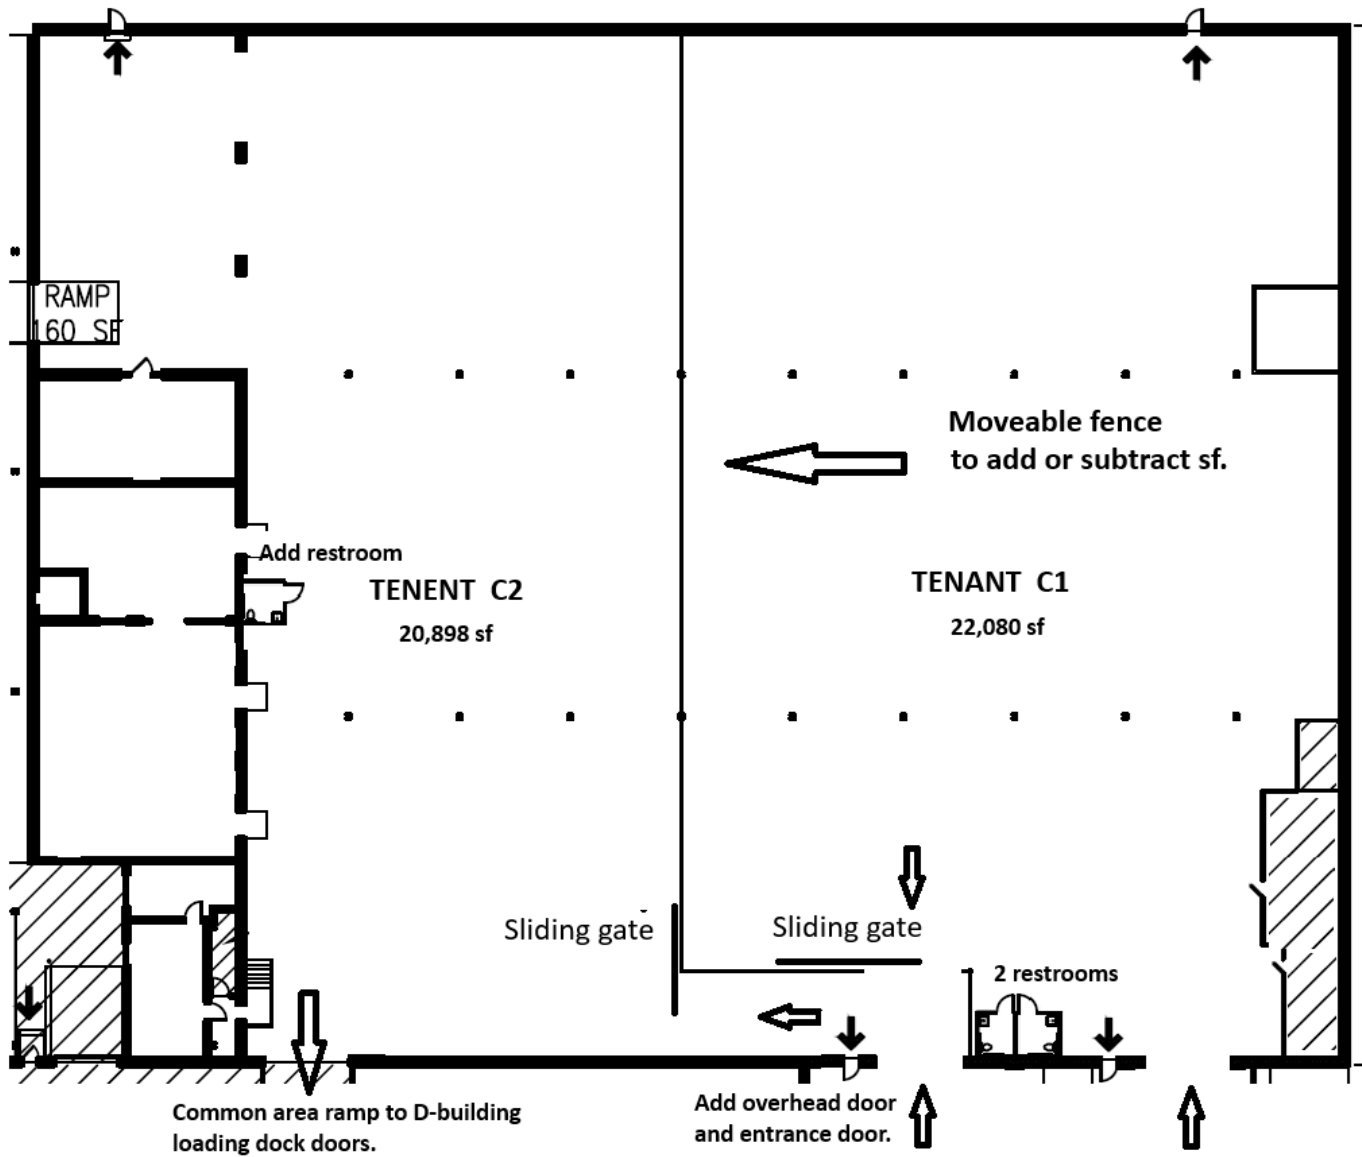 RAMP
160 SF
Moveable fence
to add or subtract sf.
Add restroom
TENENT C2
20,898 sf
TENANT C1
22,080 sf
Sliding gate
Sliding gate
2 restrooms
Common area ramp to D-building
loading dock doors.
Add overhead door
and entrance door.